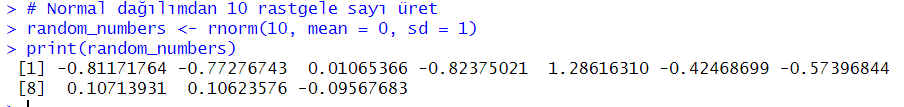 > # Normal dağılımdan 10 rastgele sayı üret
> random_numbers <- rnorm(10, mean = 0, sd = 1)
> print(random_numbers)
 [1] -0.81171764 -0.77276743  0.01065366 -0.82375021  1.28616310 -0.42468699 -0.57396844
 [8]  0.10713931  0.10623576 -0.09567683
>